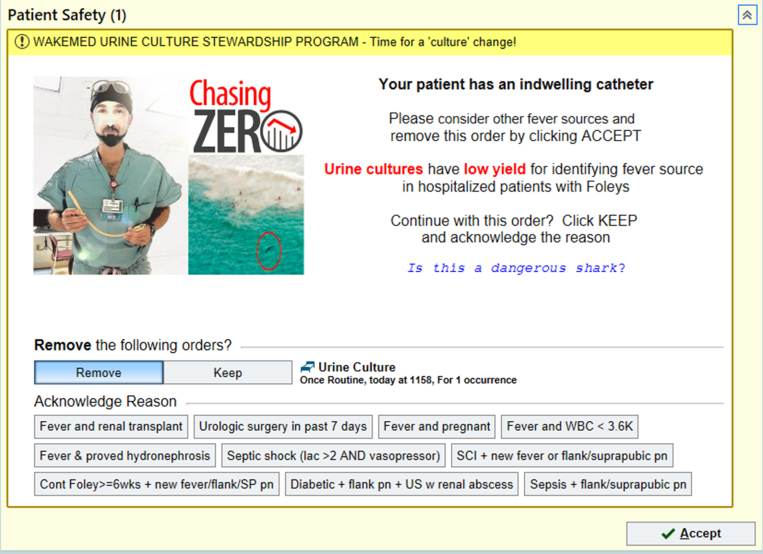 Patient Safety (1)
WAKEMED URINE CULTURE STEWARDSHIP PROGRAM - Time for a 'culture' change!
Chasing
ZERO
Your patient has an indwelling catheter
Please consider other fever sources and
remove this order by clicking ACCEPT
Urine cultures have low yield for identifying fever source
in hospitalized patients with Foleys
Continue with this order? Click KEEP
and acknowledge the reason
Is this a dangerous shark?
Remove the following orders?
Remove Keep Urine Culture
Once Routine, today at 1158, For 1 occurrence
Acknowledge Reason
Fever and renal transplant Urologic surgery in past 7 days Fever and pregnant Fever and WBC < 3.6K
Fever & proved hydronephrosis Septic shock (lac >2 AND vasopressor) SCI + new fever or flank/suprapubic pn
Cont Foley>=6wks + new fever/flank/SP pn Diabetic + flank pn + US w renal abscess Sepsis + flank/suprapubic pn
Accept